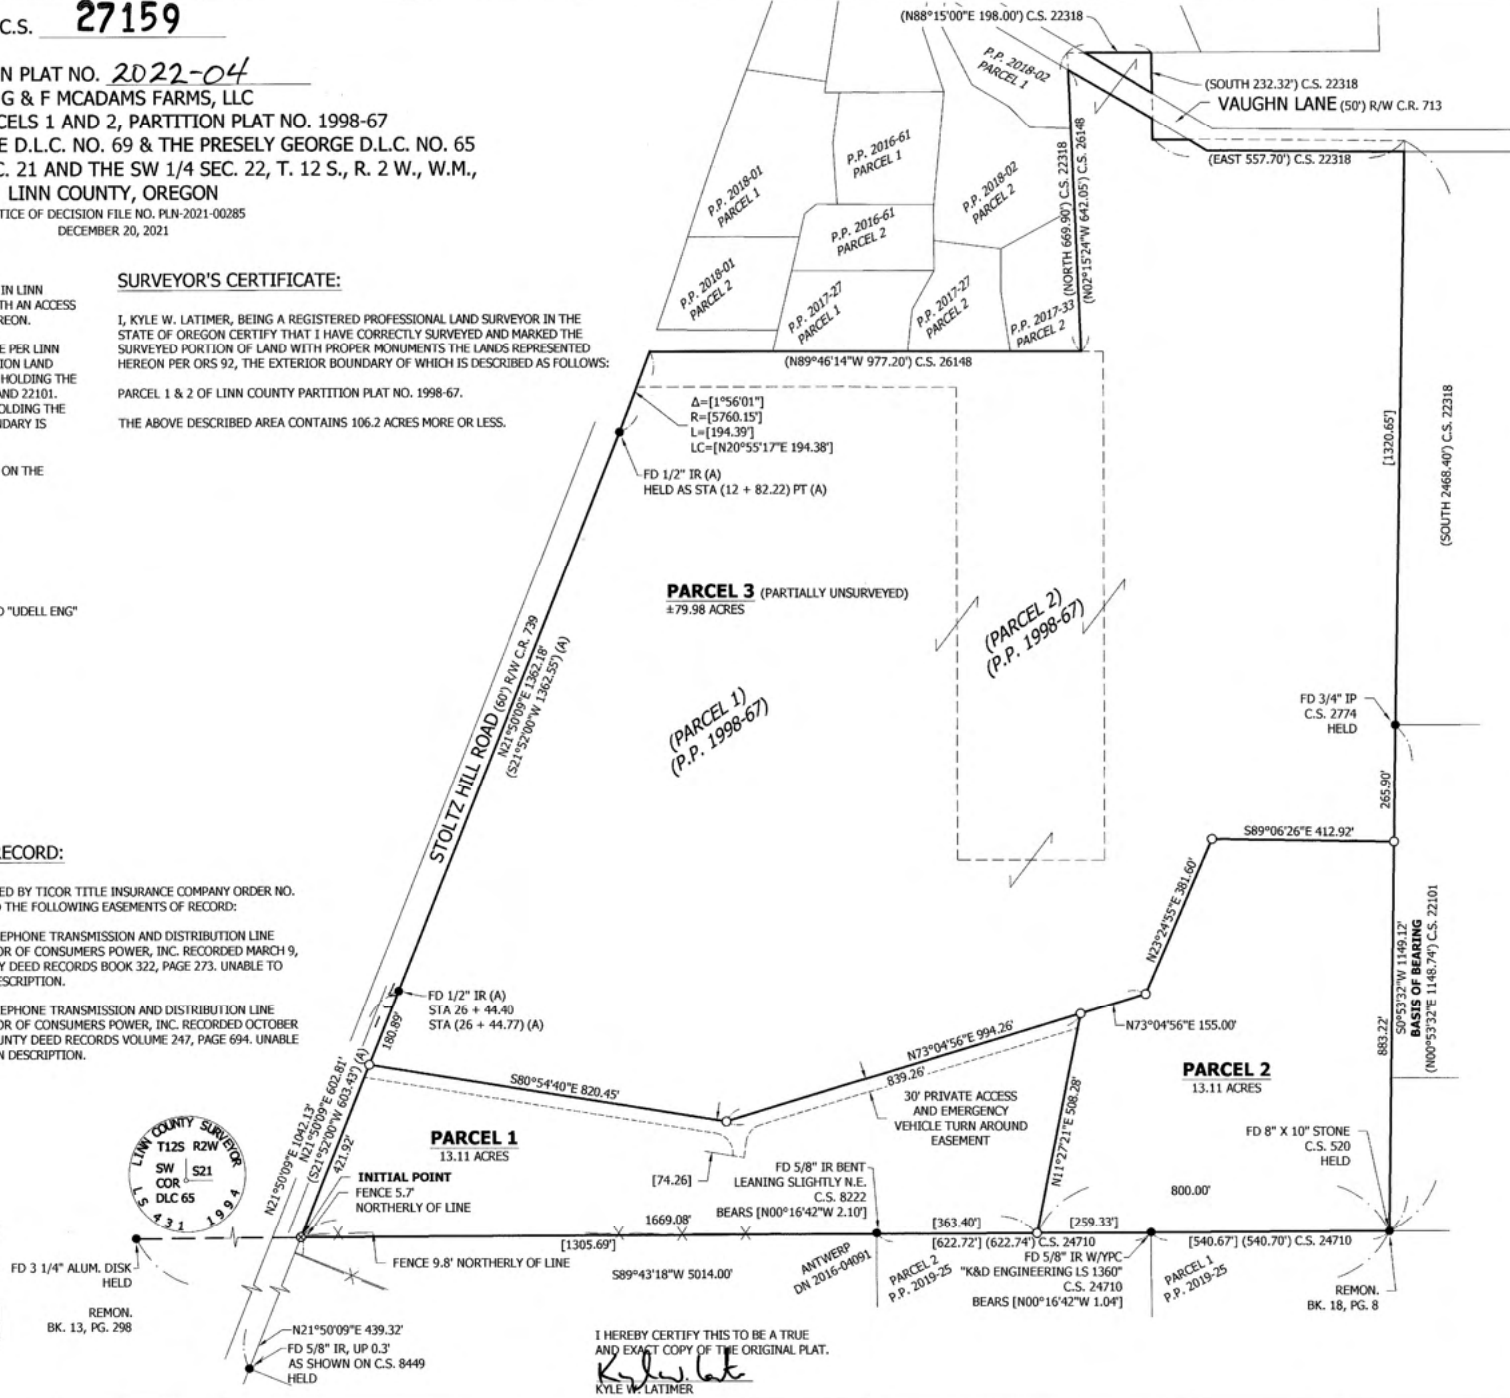 C.S. 27159
N PLAT NO. 2022-04
G & F MCADAMS FARMS, LLC
CELS 1 AND 2, PARTITION PLAT NO. 1998-67
E D.L.C. NO. 69 & THE PRESELY GEORGE D.L.C. NO. 65
C. 21 AND THE SW 1/4 SEC. 22, T. 12 S., R. 2 W., W.M.,
LINN COUNTY, OREGON
TICE OF DECISION FILE NO. PLN-2021-00285
DECEMBER 20, 2021
IN LINN
TH AN ACCESS
REON.
E PER LINN
ION LAND
HOLDING THE
AND 22101.
OLDING THE
NDARY IS
ON THE
D "UDELL ENG"
SURVEYOR'S CERTIFICATE:
I, KYLE W. LATIMER, BEING A REGISTERED PROFESSIONAL LAND SURVEYOR IN THE
STATE OF OREGON CERTIFY THAT I HAVE CORRECTLY SURVEYED AND MARKED THE
SURVEYED PORTION OF LAND WITH PROPER MONUMENTS THE LANDS REPRESENTED
HEREON PER ORS 92, THE EXTERIOR BOUNDARY OF WHICH IS DESCRIBED AS FOLLOWS:
PARCEL 1 & 2 OF LINN COUNTY PARTITION PLAT NO. 1998-67.
THE ABOVE DESCRIBED AREA CONTAINS 106.2 ACRES MORE OR LESS.
(N88°15'00"E 198.00') C.S. 22318
P.P. 2018-02
PARCEL 1
(SOUTH 232.32') C.S. 22318
VAUGHN LANE (50') R/W C.R. 713
(EAST 557.70') C.S. 22318
P.P. 2016-61
PARCEL 1
P.P. 2018-01
PARCEL 1
P.P. 2018-02
PARCEL 2
P.P. 2016-61
PARCEL 2
P.P. 2018-01
PARCEL 2
P.P. 2017-27
PARCEL 1
P.P. 2017-27
PARCEL 2
P.P. 2017-33
PARCEL 2
(NORTH 669.90') C.S. 22318
(N02°15'24"W 642.05') C.S. 26148
(N89°46'14"W 977.20') C.S. 26148
Δ=[1°56'01"]
R=[5760.15']
L=[194.39']
LC=[N20°55'17"E 194.38']
FD 1/2" IR (A)
HELD AS STA (12 + 82.22) PT (A)
[1320.65']
(SOUTH 2468.40') C.S. 22318
PARCEL 3 (PARTIALLY UNSURVEYED)
±79.98 ACRES
(PARCEL 2)
(P.P. 1998-67)
(PARCEL 1)
(P.P. 1998-67)
STOLTZ HILL ROAD (60') R/W C.R. 739
N21°50'09"E 1362.18'
(S21°52'00"W 1362.55') (A)
FD 3/4" IP
C.S. 2774
HELD
265.90'
S89°06'26"E 412.92'
N23°24'55"E 381.60'
S0°53'32"W 1149.12'
BASIS OF BEARING
(N00°53'32"E 1148.74') C.S. 22101
883.22'
ECORD:
ED BY TICOR TITLE INSURANCE COMPANY ORDER NO.
D THE FOLLOWING EASEMENTS OF RECORD:
EPHONE TRANSMISSION AND DISTRIBUTION LINE
OR OF CONSUMERS POWER, INC. RECORDED MARCH 9,
Y DEED RECORDS BOOK 322, PAGE 273. UNABLE TO
ESCRIPTION.
EPHONE TRANSMISSION AND DISTRIBUTION LINE
OR OF CONSUMERS POWER, INC. RECORDED OCTOBER
UNTY DEED RECORDS VOLUME 247, PAGE 694. UNABLE
N DESCRIPTION.
FD 1/2" IR (A)
STA 26 + 44.40
STA (26 + 44.77) (A)
180.89'
N73°04'56"E 155.00'
N73°04'56"E 994.26'
839.26'
S80°54'40"E 820.45'
30' PRIVATE ACCESS
AND EMERGENCY
VEHICLE TURN AROUND
EASEMENT
N11°27'21"E 508.28'
PARCEL 2
13.11 ACRES
PARCEL 1
13.11 ACRES
N21°50'09"E 1042.13'
N21°50'09"E 602.81'
(S21°52'00"W 603.43') (A)
421.92'
INITIAL POINT
FENCE 5.7'
NORTHERLY OF LINE
LINN COUNTY SURVEYOR
T12S R2W
SW S21
COR
DLC 65
LS 431 1994
FD 8" X 10" STONE
C.S. 520
HELD
[74.26]
FD 5/8" IR BENT
LEANING SLIGHTLY N.E.
C.S. 8222
BEARS [N00°16'42"W 2.10']
800.00'
1669.08'
[363.40']
[259.33']
[1305.69']
[622.72'] (622.74') C.S. 24710
[540.67'] (540.70') C.S. 24710
FENCE 9.8' NORTHERLY OF LINE
S89°43'18"W 5014.00'
ANTWERP
DN 2016-04091
PARCEL 2
P.P. 2019-25
FD 5/8" IR W/YPC
"K&D ENGINEERING LS 1360"
C.S. 24710
BEARS [N00°16'42"W 1.04']
PARCEL 1
P.P. 2019-25
REMON.
BK. 18, PG. 8
FD 3 1/4" ALUM. DISK
HELD
REMON.
BK. 13, PG. 298
N21°50'09"E 439.32'
FD 5/8" IR, UP 0.3'
AS SHOWN ON C.S. 8449
HELD
I HEREBY CERTIFY THIS TO BE A TRUE
AND EXACT COPY OF THE ORIGINAL PLAT.
KYLE W. LATIMER